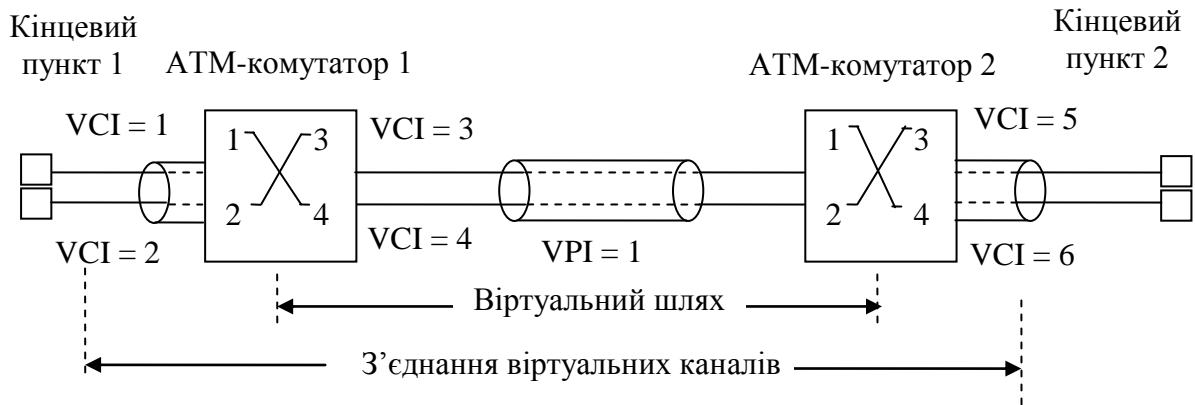 Кінцевий
пункт 1
АТМ-комутатор 1
АТМ-комутатор 2
Кінцевий
пункт 2
VCI = 1
1 3
2 4
VCI = 3
VCI = 2
VCI = 4
VPI = 1
1 3
2 4
VCI = 5
VCI = 6
Віртуальний шлях
З’єднання віртуальних каналів